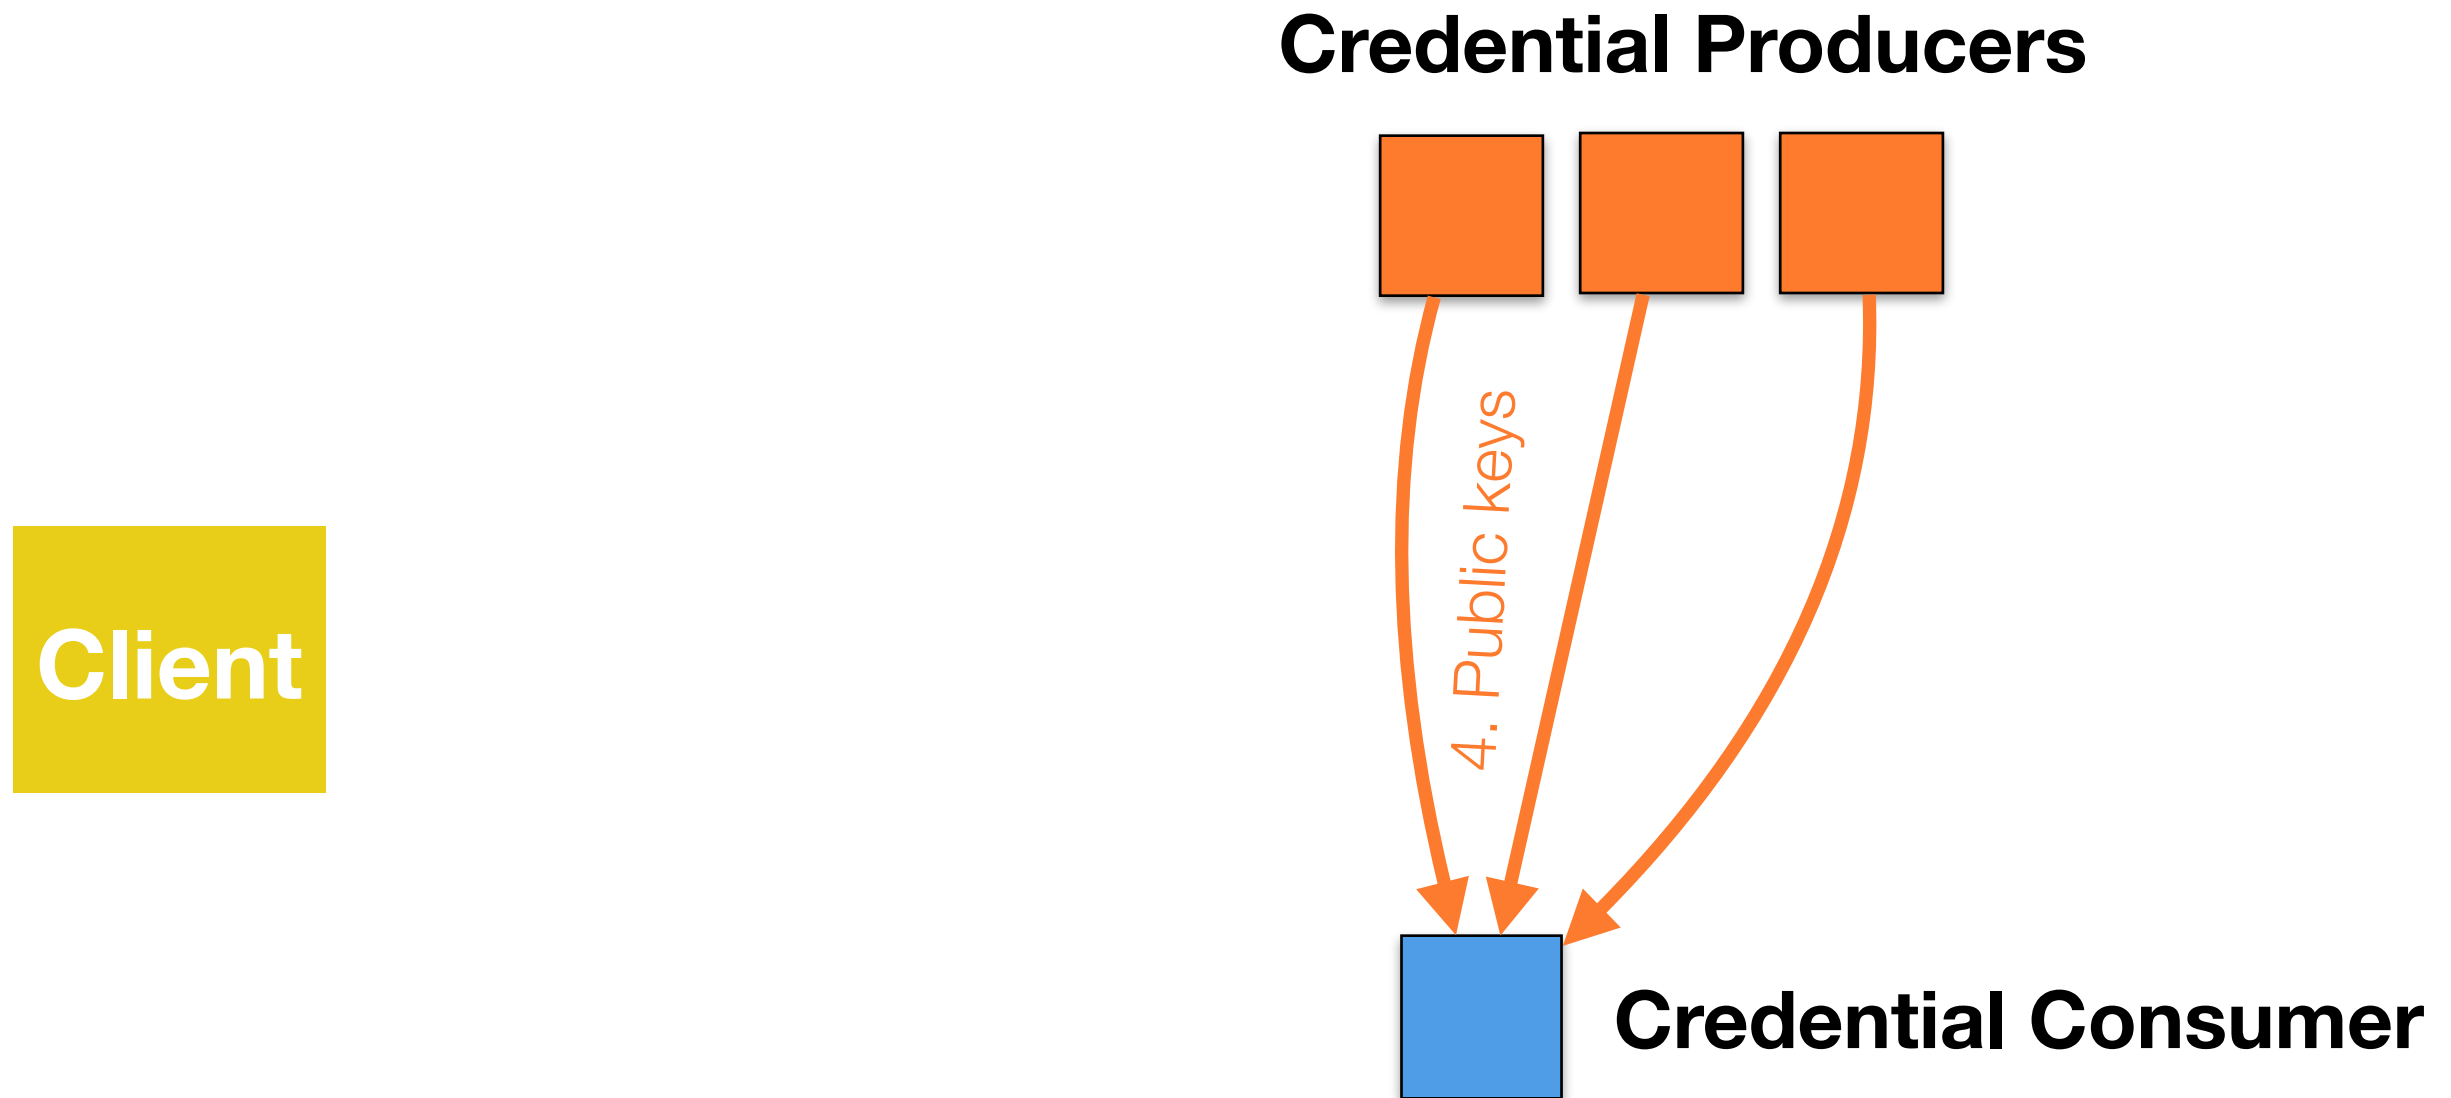 Credential Producers
4. Public keys
Client
Credential Consumer